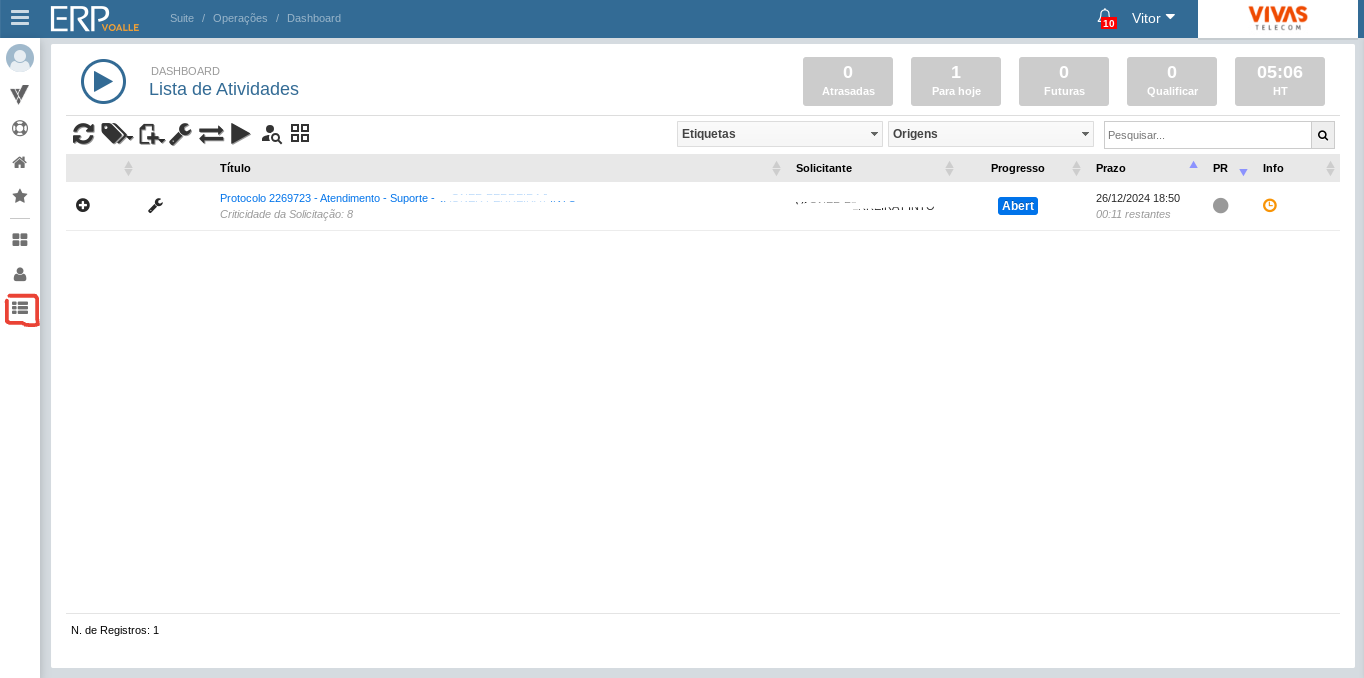 ERP VOALLE
Suite / Operações / Dashboard
10
Vitor
VIVAS
TELECOM
DASHBOARD
Lista de Atividades
0
Atrasadas
1
Para hoje
0
Futuras
0
Qualificar
05:06
HT
Etiquetas
Origens
Pesquisar...
Título Solicitante Progresso Prazo PR Info
Protocolo 2269723 - Atendimento - Suporte -
Criticidade da Solicitação: 8
Abert
26/12/2024 18:50
00:11 restantes
N. de Registros: 1